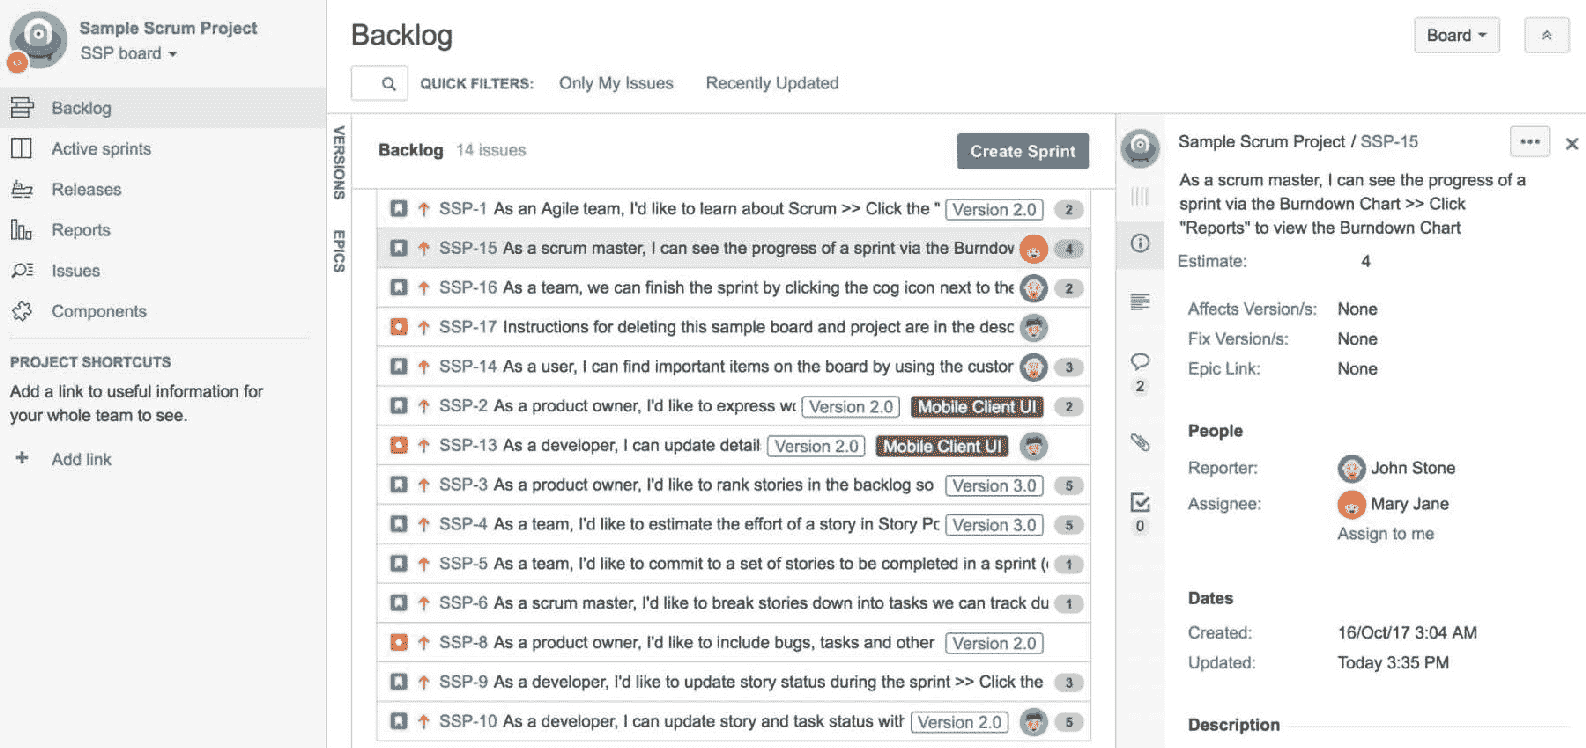 Sample Scrum Project
SSP board
Backlog
Active sprints
Releases
Reports
Issues
Components
PROJECT SHORTCUTS
Add a link to useful information for
your whole team to see.
+ Add link
Backlog
Board
QUICK FILTERS: Only My Issues Recently Updated
VERSIONS
EPICS
Backlog 14 issues
Create Sprint
SSP-1 As an Agile team, I'd like to learn about Scrum >> Click the " Version 2.0 2
SSP-15 As a scrum master, I can see the progress of a sprint via the Burndov 4
SSP-16 As a team, we can finish the sprint by clicking the cog icon next to the 2
SSP-17 Instructions for deleting this sample board and project are in the desc
SSP-14 As a user, I can find important items on the board by using the custor 3
SSP-2 As a product owner, I'd like to express wo Version 2.0 Mobile Client UI 2
SSP-13 As a developer, I can update detail Version 2.0 Mobile Client UI
SSP-3 As a product owner, I'd like to rank stories in the backlog so Version 3.0 5
SSP-4 As a team, I'd like to estimate the effort of a story in Story Po Version 3.0 5
SSP-5 As a team, I'd like to commit to a set of stories to be completed in a sprint ( 1
SSP-6 As a scrum master, I'd like to break stories down into tasks we can track du 1
SSP-8 As a product owner, I'd like to include bugs, tasks and other Version 2.0
SSP-9 As a developer, I'd like to update story status during the sprint >> Click the 3
SSP-10 As a developer, I can update story and task status with Version 2.0 5
2
0
Sample Scrum Project / SSP-15
As a scrum master, I can see the progress of a
sprint via the Burndown Chart >> Click
"Reports" to view the Burndown Chart
Estimate: 4
Affects Version/s: None
Fix Version/s: None
Epic Link: None
People
Reporter: John Stone
Assignee: Mary Jane
Assign to me
Dates
Created: 16/Oct/17 3:04 AM
Updated: Today 3:35 PM
Description